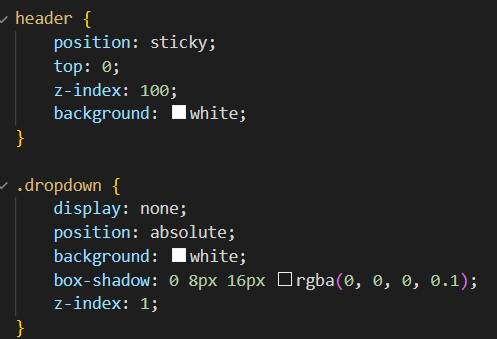 header {
    position: sticky;
    top: 0;
    z-index: 100;
    background: white;
}

.dropdown {
    display: none;
    position: absolute;
    background: white;
    box-shadow: 0 8px 16px rgba(0, 0, 0, 0.1);
    z-index: 1;
}